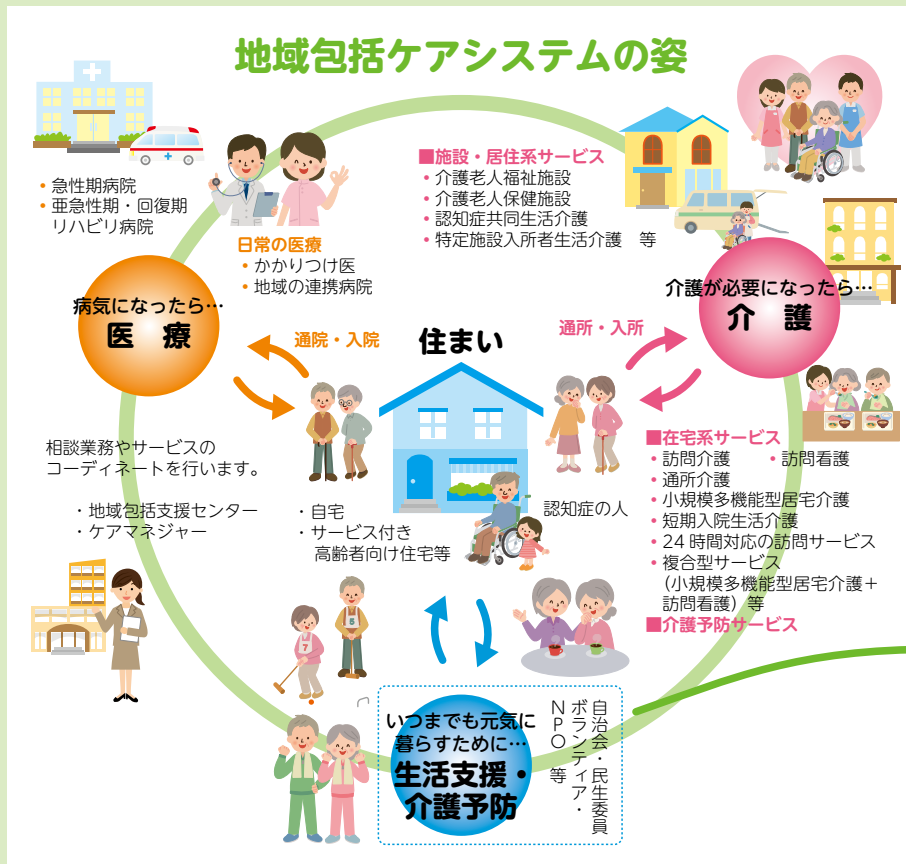 地域包括ケアシステムの姿
・急性期病院
・亜急性期・回復期
リハビリ病院
日常の医療
・かかりつけ医
・地域の連携病院
■施設・居住系サービス
・介護老人福祉施設
・介護老人保健施設
・認知症共同生活介護
・特定施設入所者生活介護　等
病気になったら…
医　療
介護が必要になったら…
介　護
通院・入院
住まい
通所・入所
相談業務やサービスの
コーディネートを行います。
・地域包括支援センター
・ケアマネジャー
・自宅
・サービス付き
高齢者向け住宅等
認知症の人
■在宅系サービス
・訪問介護　・訪問看護
・通所介護
・小規模多機能型居宅介護
・短期入院生活介護
・24時間対応の訪問サービス
・複合型サービス
(小規模多機能型居宅介護＋
訪問看護）等
■介護予防サービス
7
5
いつまでも元気に
暮らすために…
生活支援・
介護予防
自治会・民生委員
ボランティア・
NPO　等